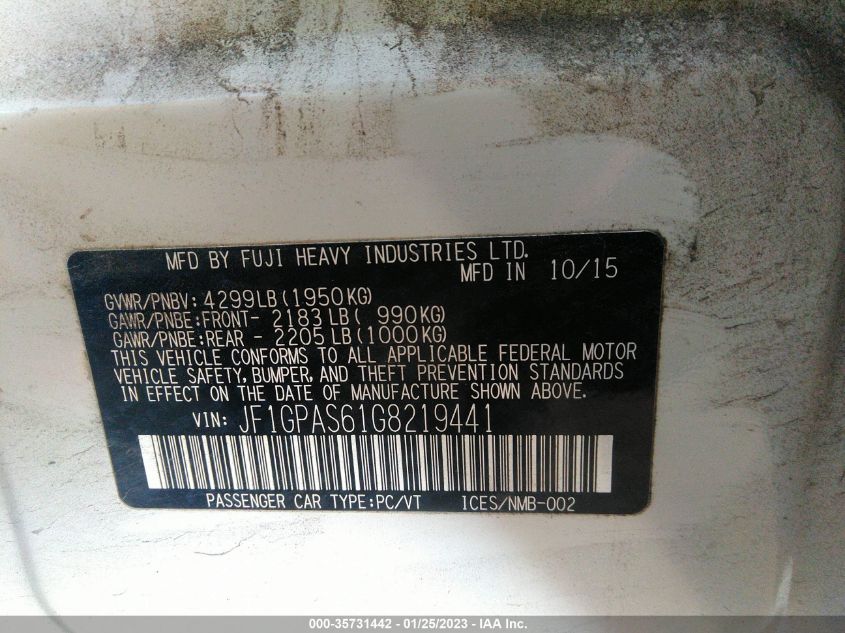 MFD BY FUJI HEAVY INDUSTRIES LTD.
MFD IN 10/15
GVWR/PNBV: 4299LB(1950KG)
GAWR/PNBE:FRONT- 2183LB( 990KG)
GAWR/PNBE:REAR - 2205LB(1000KG)
THIS VEHICLE CONFORMS TO ALL APPLICABLE FEDERAL MOTOR
VEHICLE SAFETY, BUMPER, AND THEFT PREVENTION STANDARDS
IN EFFECT ON THE DATE OF MANUFACTURE SHOWN ABOVE.
VIN: JF1GPAS61G8219441
PASSENGER CAR TYPE:PC/VT ICES/NMB-002
000-35731442 - 01/25/2023 - IAA Inc.